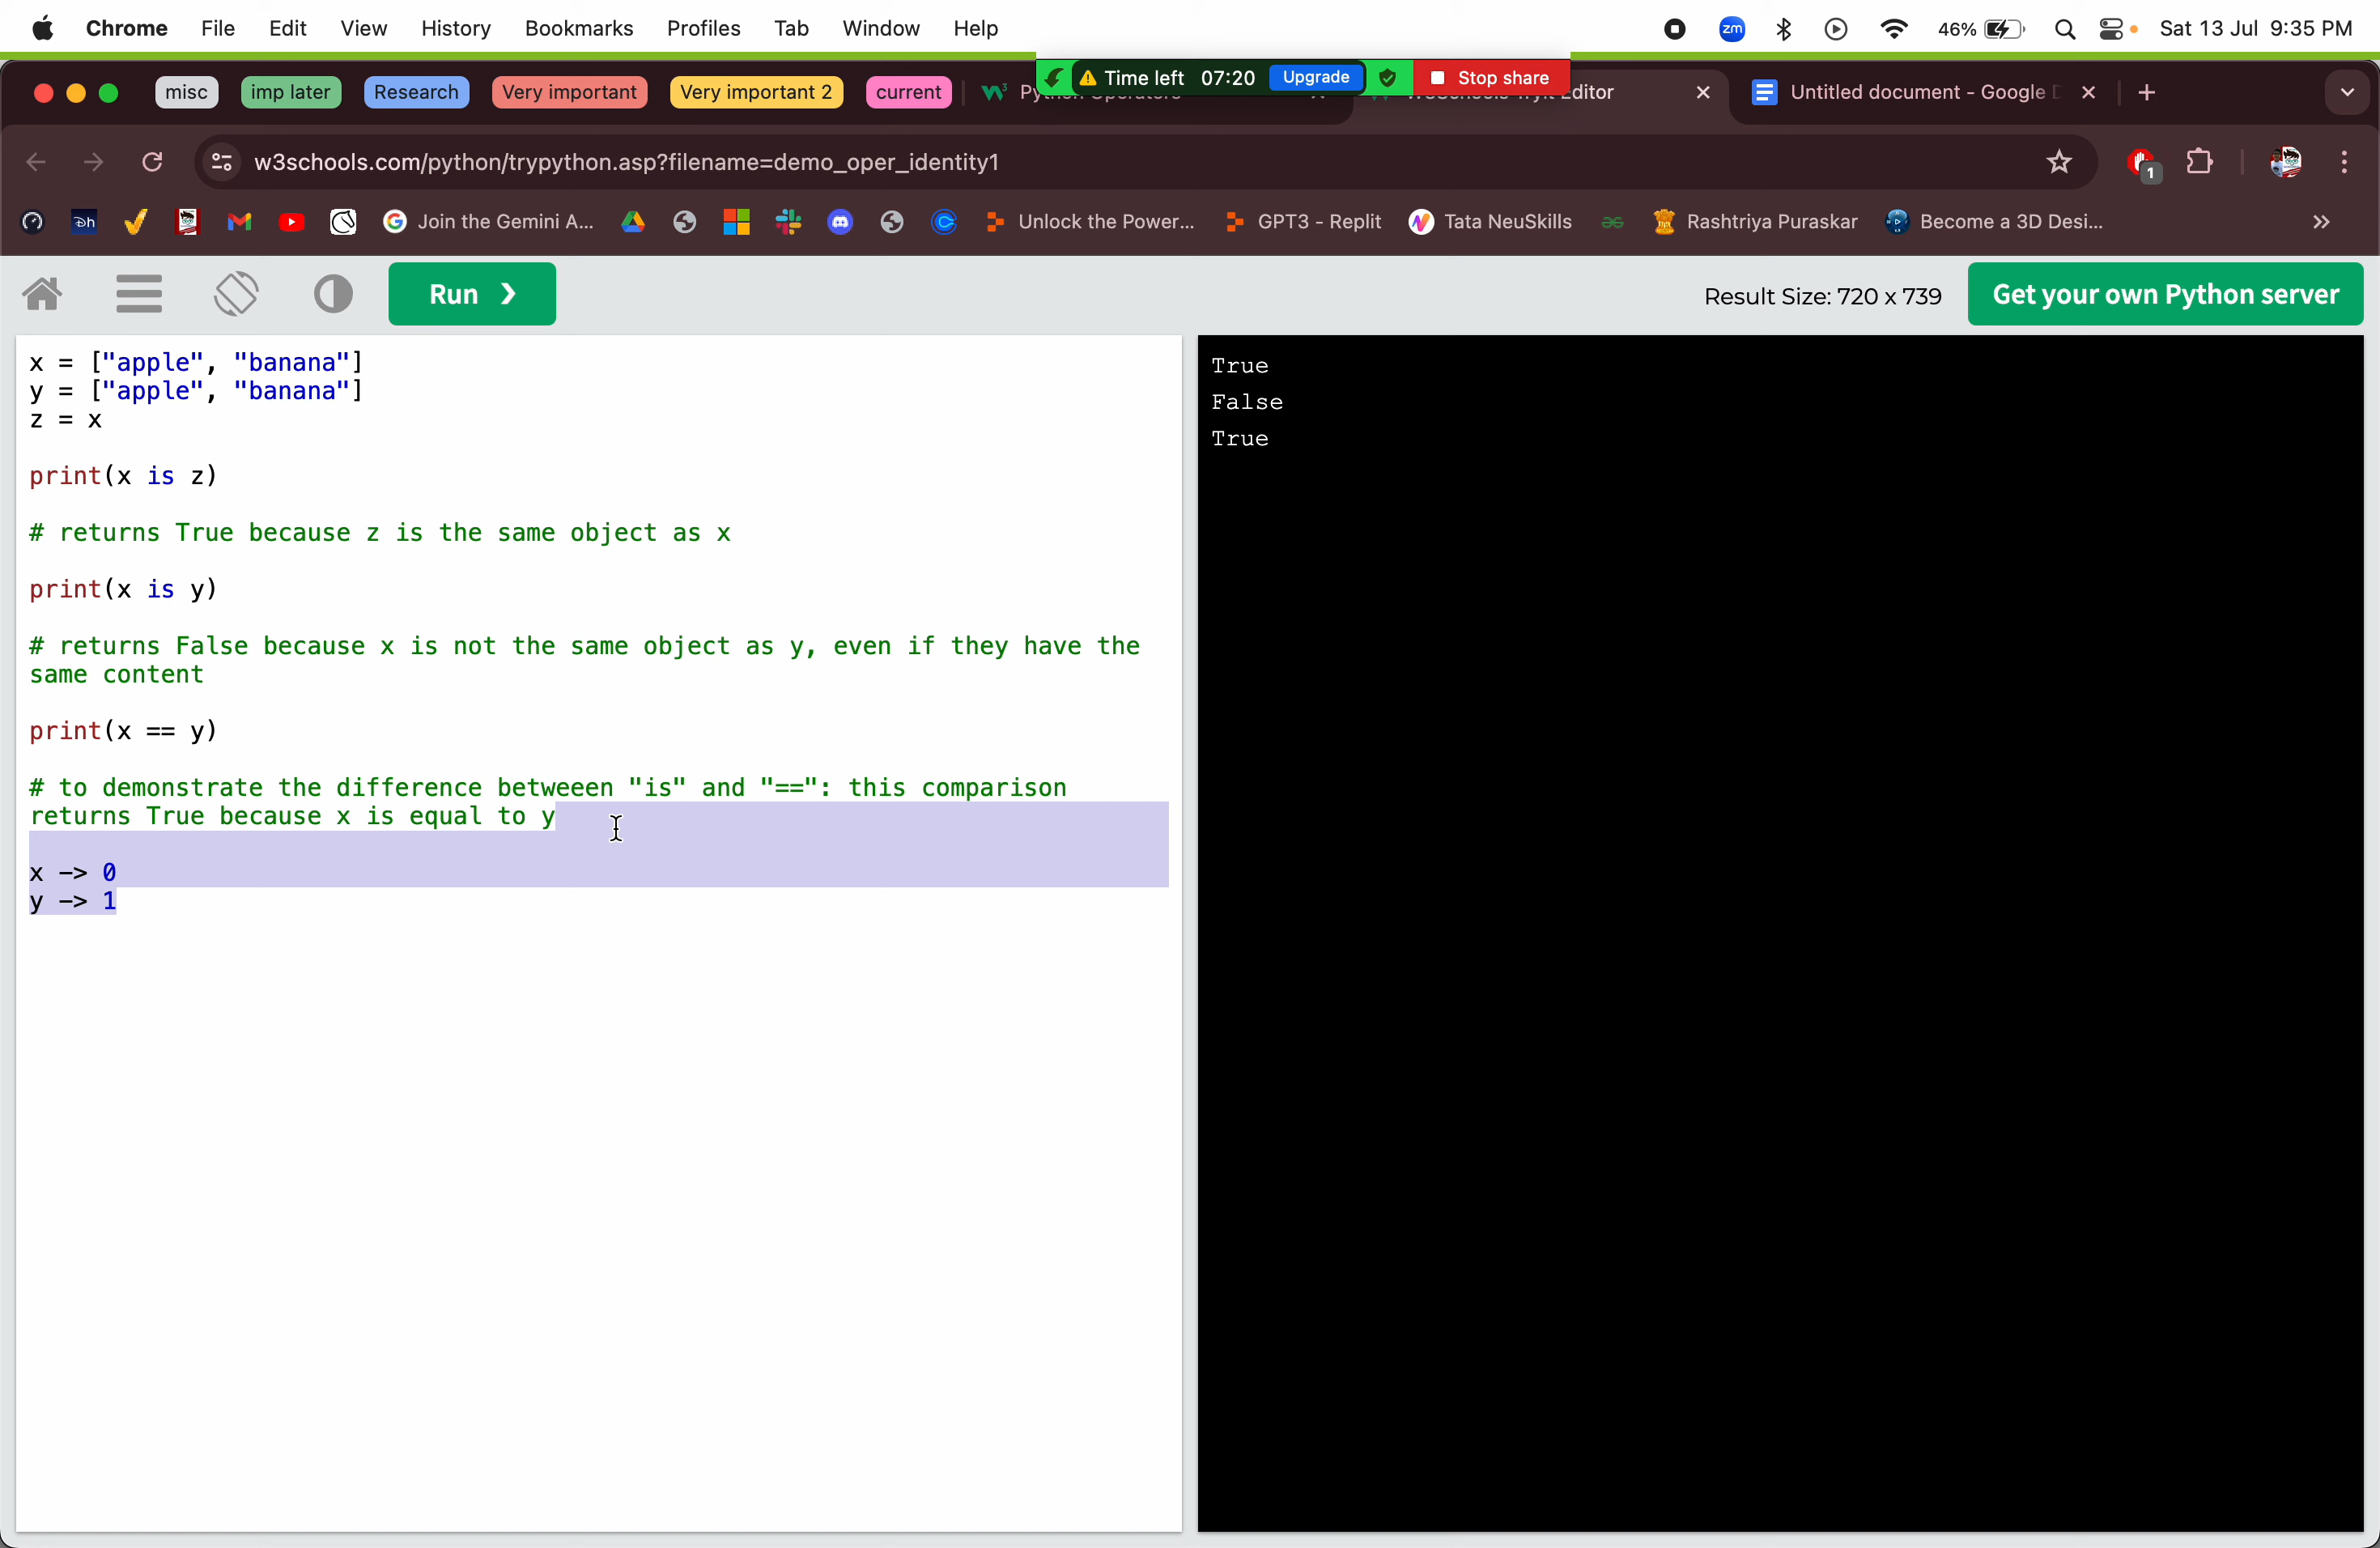 Chrome File Edit View History Bookmarks Profiles Tab Window Help zm 46% Sat 13 Jul 9:35 PM
Time left 07:20 Upgrade Stop share
misc imp later Research Very important Very important 2 current Editor Untitled document - Google
w3schools.com/python/trypython.asp?filename=demo_oper_identity1 1
Join the Gemini A... Unlock the Power... GPT3 - Replit Tata NeuSkills Rashtriya Puraskar Become a 3D Desi...
Run ❯ Result Size: 720 x 739 Get your own Python server
x = ["apple", "banana"]
y = ["apple", "banana"]
z = x
print(x is z)
# returns True because z is the same object as x
print(x is y)
# returns False because x is not the same object as y, even if they have the
same content
print(x == y)
# to demonstrate the difference betweeen "is" and "==": this comparison
returns True because x is equal to y
x -> 0
y -> 1
True
False
True